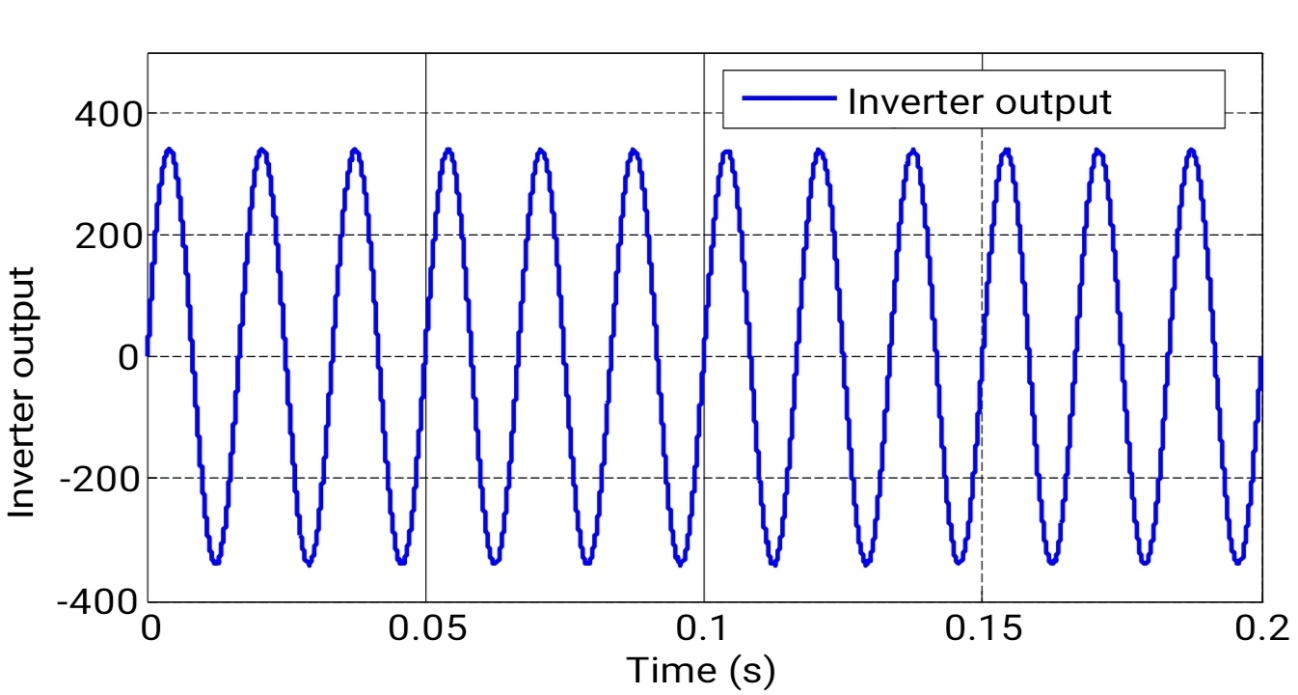 Inverter output
400
200
0
-200
-400
Inverter output
0 0.05 0.1 0.15 0.2
Time (s)